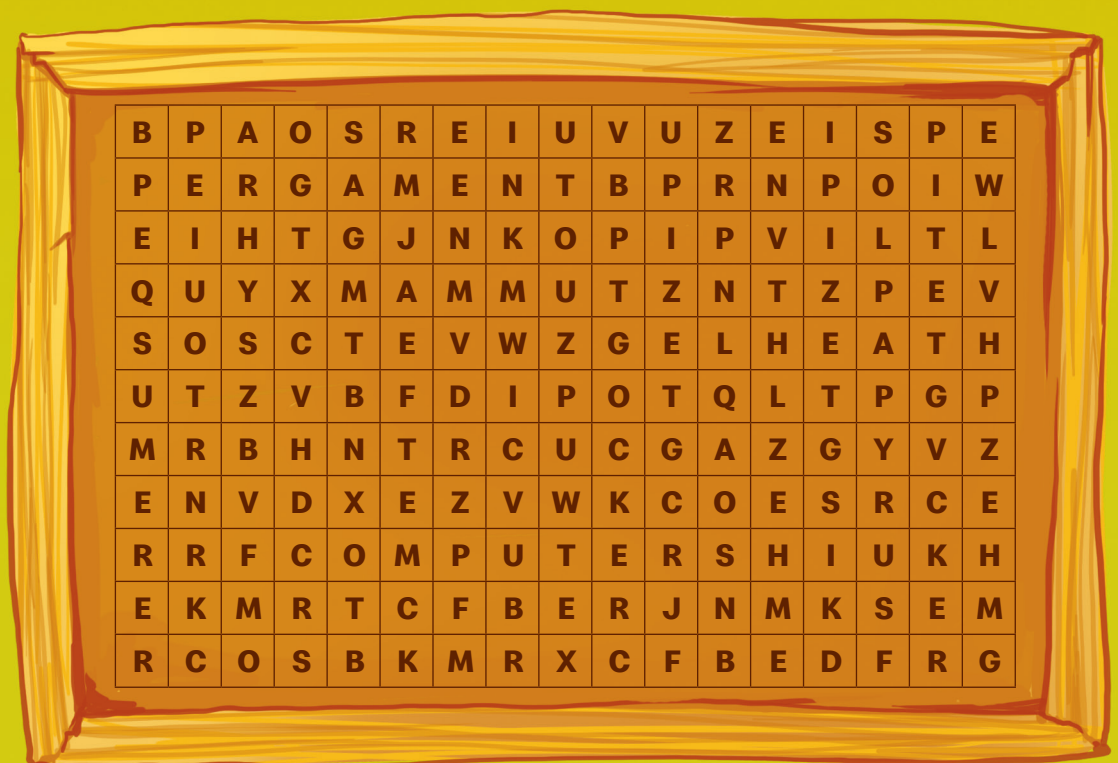 B P A O S R E I U V U Z E I S P E
P E R G A M E N T B P R N P O I W
E I H T G J N K O P I P V I L T L
Q U Y X M A M M U T Z N T Z P E V
S O S C T E V W Z G E L H E A T H
U T Z V B F D I P O T Q L T P G P
M R B H N T R C U C G A Z G Y V Z
E N V D X E Z V W K C O E S R C E
R R F C O M P U T E R S H I U K H
E K M R T C F B E R J N M K S E M
R C O S B K M R X C F B E D F R G